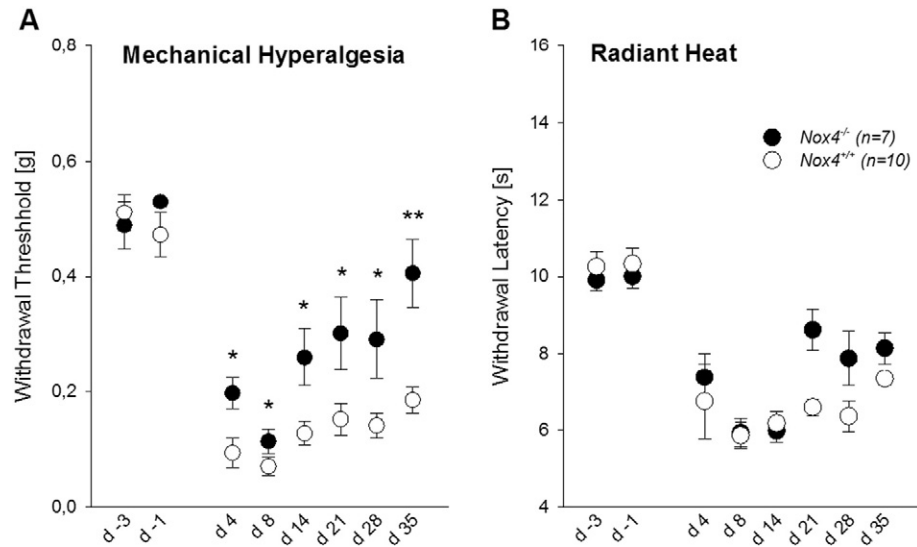 A
Mechanical Hyperalgesia
Withdrawal Threshhold [g]
0,8
0,6
0,4
0,2
0,0
* * * * * **
d -3 d -1 d 4 d 8 d 14 d 21 d 28 d 35
B
Radiant Heat
Withdrawal Latency [s]
16
14
12
10
8
6
4
Nox4-/- (n=7)
Nox4+/+ (n=10)
d -3 d -1 d 4 d 8 d 14 d 21 d 28 d 35